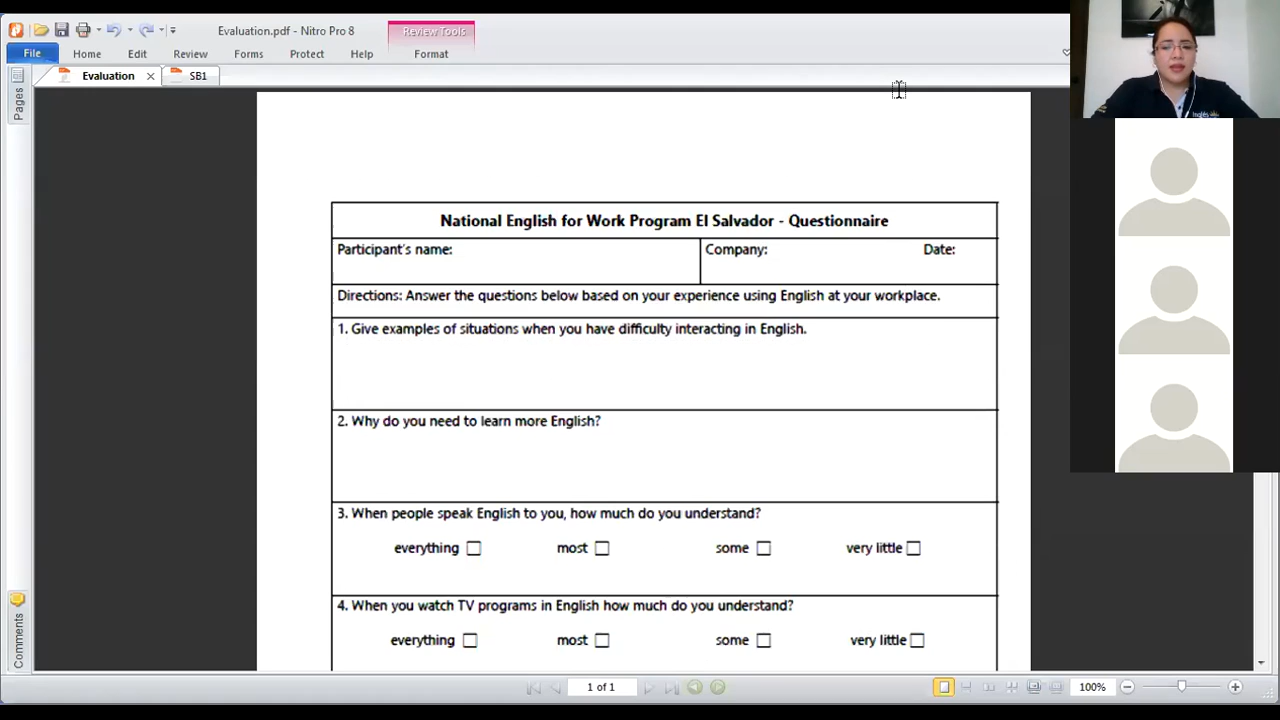 Evaluation.pdf - Nitro Pro 8
Review Tools
File Home Edit Review Forms Protect Help Format
Evaluation SB1
Pages
National English for Work Program El Salvador - Questionnaire
Participant's name: Company: Date:
Directions: Answer the questions below based on your experience using English at your workplace.
1. Give examples of situations when you have difficulty interacting in English.
2. Why do you need to learn more English?
3. When people speak English to you, how much do you understand?
everything most some very little
4. When you watch TV programs in English how much do you understand?
everything most some very little
Comments
1 of 1
100%
Inglés